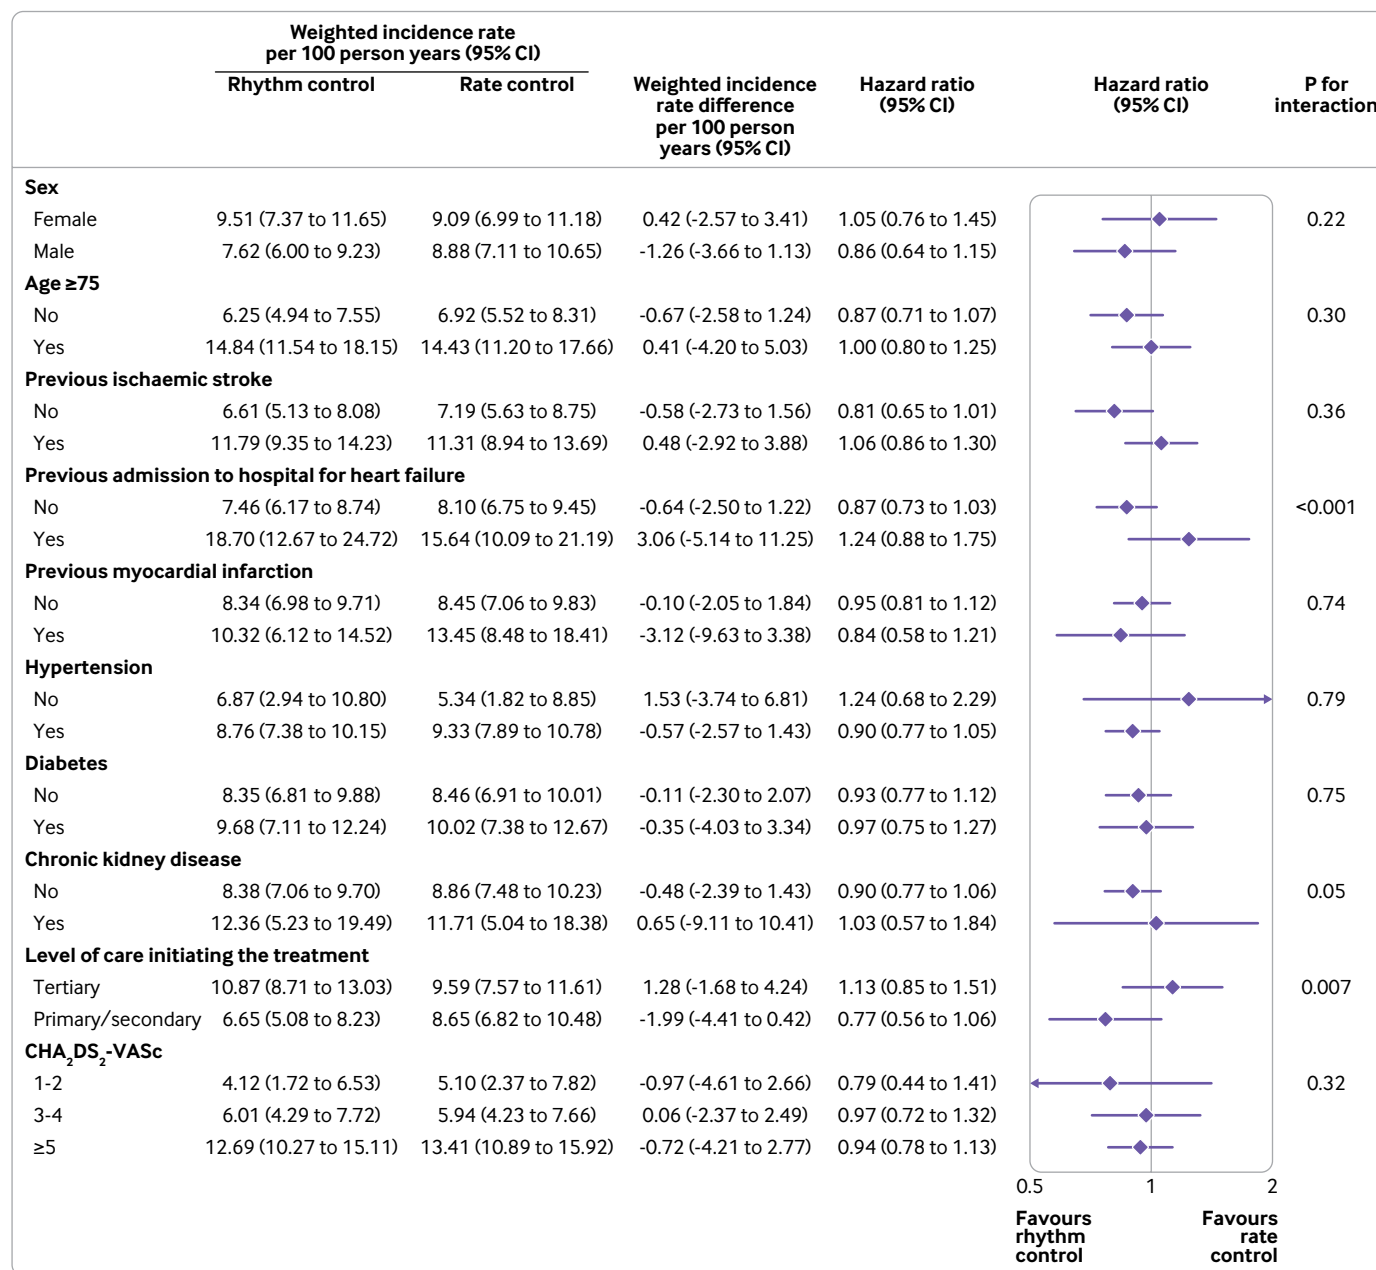 Weighted incidence rate
per 100 person years (95% CI)
Rhythm control Rate control Weighted incidence Hazard ratio Hazard ratio P for
rate difference (95% CI) (95% CI) interaction
per 100 person
years (95% CI)
Sex
Female 9.51 (7.37 to 11.65) 9.09 (6.99 to 11.18) 0.42 (-2.57 to 3.41) 1.05 (0.76 to 1.45) 0.22
Male 7.62 (6.00 to 9.23) 8.88 (7.11 to 10.65) -1.26 (-3.66 to 1.13) 0.86 (0.64 to 1.15)
Age ≥75
No 6.25 (4.94 to 7.55) 6.92 (5.52 to 8.31) -0.67 (-2.58 to 1.24) 0.87 (0.71 to 1.07) 0.30
Yes 14.84 (11.54 to 18.15) 14.43 (11.20 to 17.66) 0.41 (-4.20 to 5.03) 1.00 (0.80 to 1.25)
Previous ischaemic stroke
No 6.61 (5.13 to 8.08) 7.19 (5.63 to 8.75) -0.58 (-2.73 to 1.56) 0.81 (0.65 to 1.01) 0.36
Yes 11.79 (9.35 to 14.23) 11.31 (8.94 to 13.69) 0.48 (-2.92 to 3.88) 1.06 (0.86 to 1.30)
Previous admission to hospital for heart failure
No 7.46 (6.17 to 8.74) 8.10 (6.75 to 9.45) -0.64 (-2.50 to 1.22) 0.87 (0.73 to 1.03) <0.001
Yes 18.70 (12.67 to 24.72) 15.64 (10.09 to 21.19) 3.06 (-5.14 to 11.25) 1.24 (0.88 to 1.75)
Previous myocardial infarction
No 8.34 (6.98 to 9.71) 8.45 (7.06 to 9.83) -0.10 (-2.05 to 1.84) 0.95 (0.81 to 1.12) 0.74
Yes 10.32 (6.12 to 14.52) 13.45 (8.48 to 18.41) -3.12 (-9.63 to 3.38) 0.84 (0.58 to 1.21)
Hypertension
No 6.87 (2.94 to 10.80) 5.34 (1.82 to 8.85) 1.53 (-3.74 to 6.81) 1.24 (0.68 to 2.29) 0.79
Yes 8.76 (7.38 to 10.15) 9.33 (7.89 to 10.78) -0.57 (-2.57 to 1.43) 0.90 (0.77 to 1.05)
Diabetes
No 8.35 (6.81 to 9.88) 8.46 (6.91 to 10.01) -0.11 (-2.30 to 2.07) 0.93 (0.77 to 1.12) 0.75
Yes 9.68 (7.11 to 12.24) 10.02 (7.38 to 12.67) -0.35 (-4.03 to 3.34) 0.97 (0.75 to 1.27)
Chronic kidney disease
No 8.38 (7.06 to 9.70) 8.86 (7.48 to 10.23) -0.48 (-2.39 to 1.43) 0.90 (0.77 to 1.06) 0.05
Yes 12.36 (5.23 to 19.49) 11.71 (5.04 to 18.38) 0.65 (-9.11 to 10.41) 1.03 (0.57 to 1.84)
Level of care initiating the treatment
Tertiary 10.87 (8.71 to 13.03) 9.59 (7.57 to 11.61) 1.28 (-1.68 to 4.24) 1.13 (0.85 to 1.51) 0.007
Primary/secondary 6.65 (5.08 to 8.23) 8.65 (6.82 to 10.48) -1.99 (-4.41 to 0.42) 0.77 (0.56 to 1.06)
CHA₂DS₂-VASc
1-2 4.12 (1.72 to 6.53) 5.10 (2.37 to 7.82) -0.97 (-4.61 to 2.66) 0.79 (0.44 to 1.41) 0.32
3-4 6.01 (4.29 to 7.72) 5.94 (4.23 to 7.66) 0.06 (-2.37 to 2.49) 0.97 (0.72 to 1.32)
≥5 12.69 (10.27 to 15.11) 13.41 (10.89 to 15.92) -0.72 (-4.21 to 2.77) 0.94 (0.78 to 1.13)
0.5 1 2
Favours Favours
rhythm rate
control control